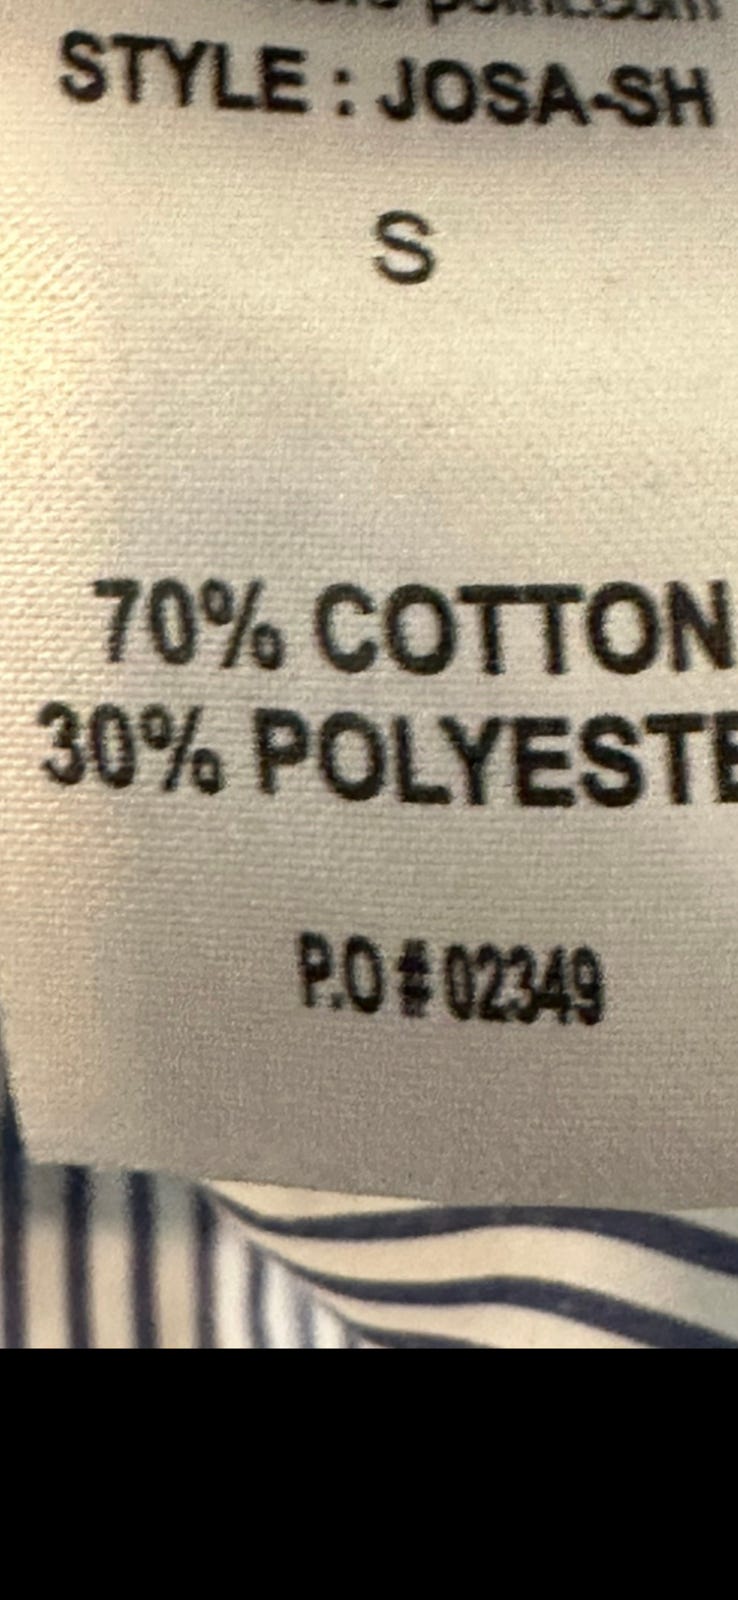 STYLE : JOSA-SH
S
70% COTTON
30% POLYESTE
P.O # 02349